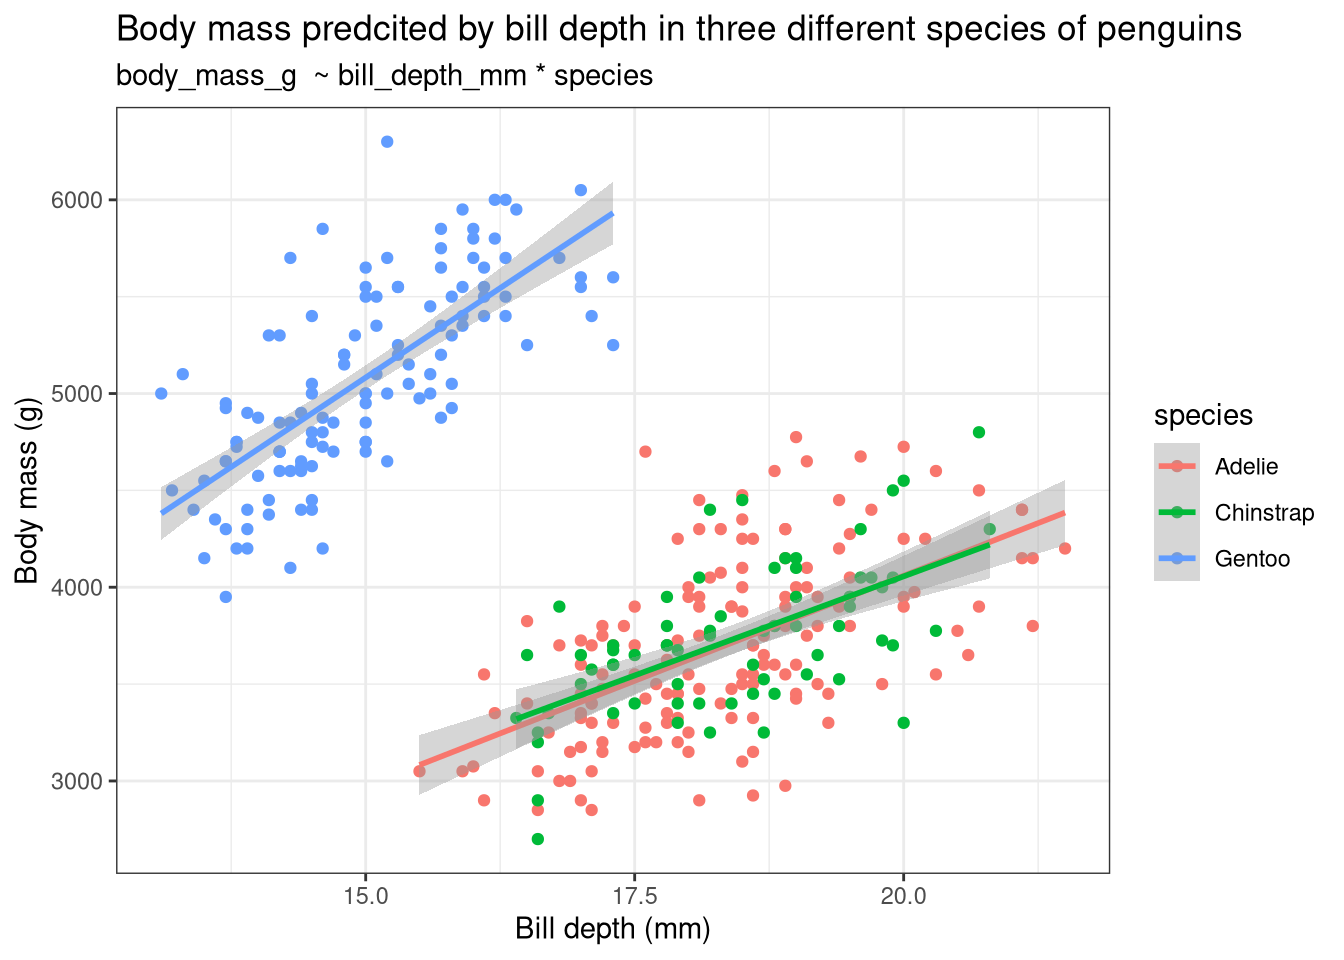 Body mass predcited by bill depth in three different species of penguins
body_mass_g  ~ bill_depth_mm * species
6000
5000
4000
3000
Body mass (g)
15.0
17.5
20.0
Bill depth (mm)
species
Adelie
Chinstrap
Gentoo